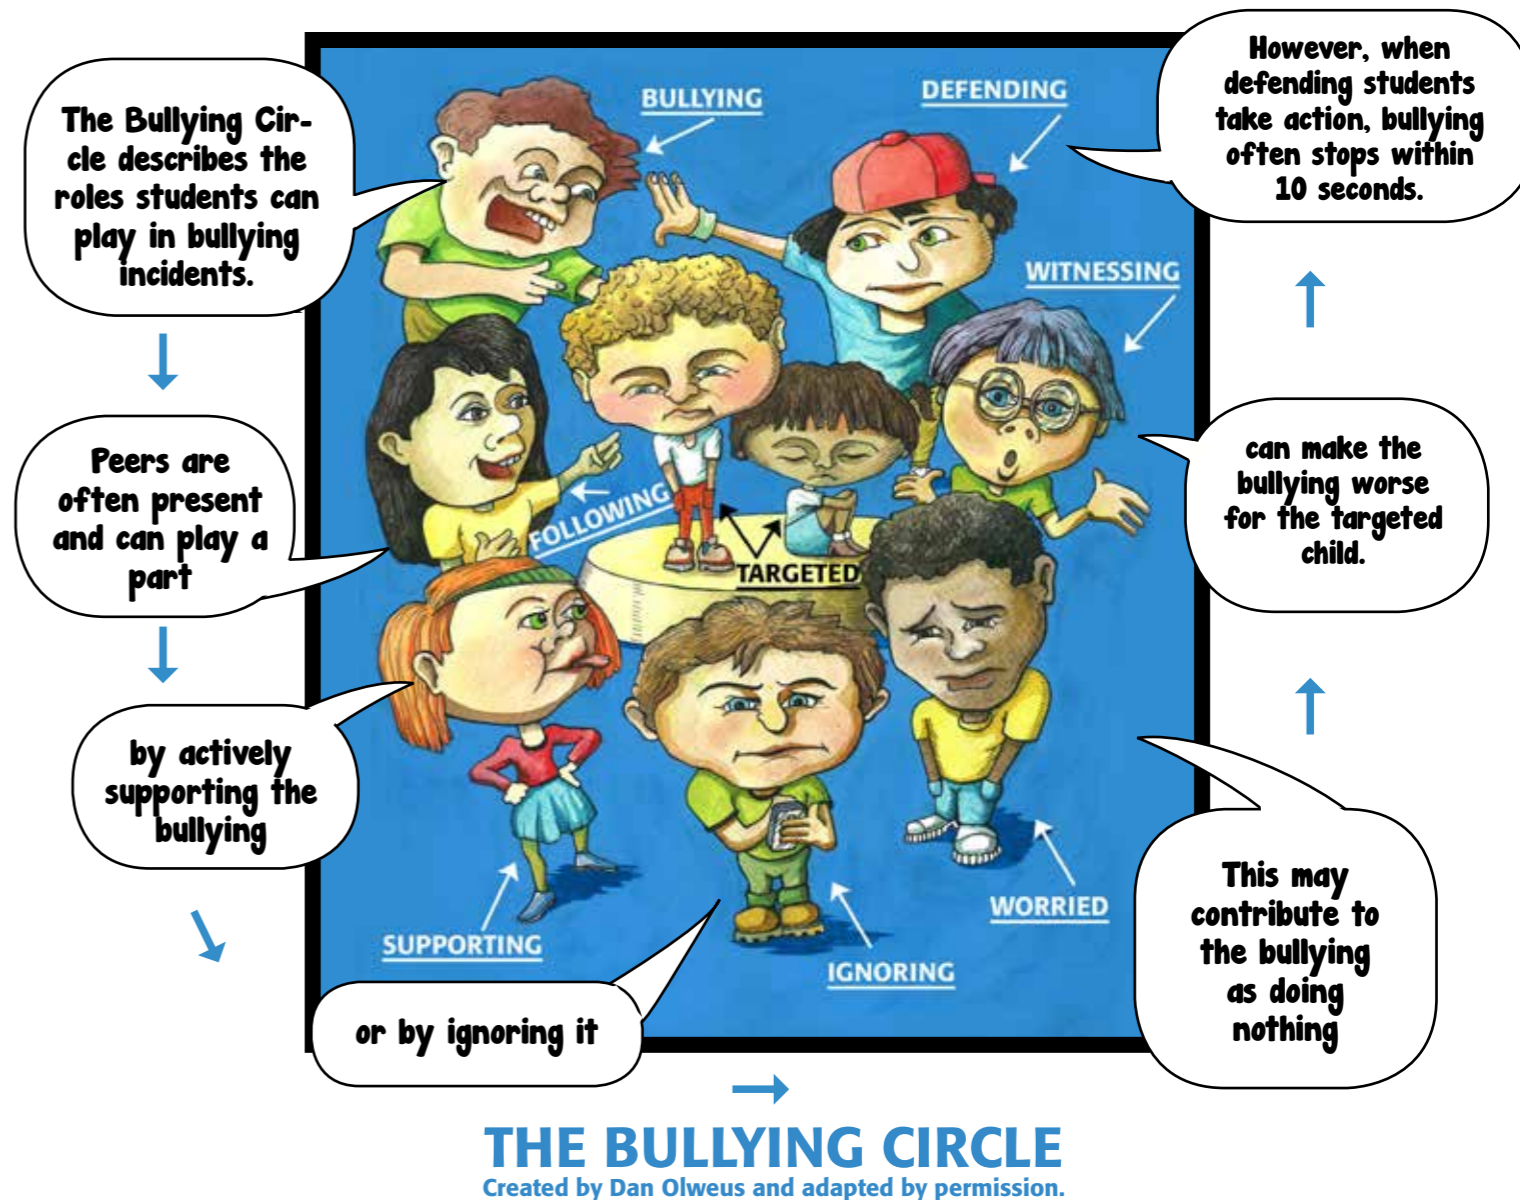 The Bullying Cir-
cle describes the
roles students can
play in bullying
incidents.
Peers are
often present
and can play a
part
by actively
supporting the
bullying
or by ignoring it
This may
contribute to
the bullying
as doing
nothing
can make the
bullying worse
for the targeted
child.
However, when
defending students
take action, bullying
often stops within
10 seconds.
BULLYING
DEFENDING
WITNESSING
FOLLOWING
TARGETED
WORRIED
SUPPORTING
IGNORING
THE BULLYING CIRCLE
Created by Dan Olweus and adapted by permission.